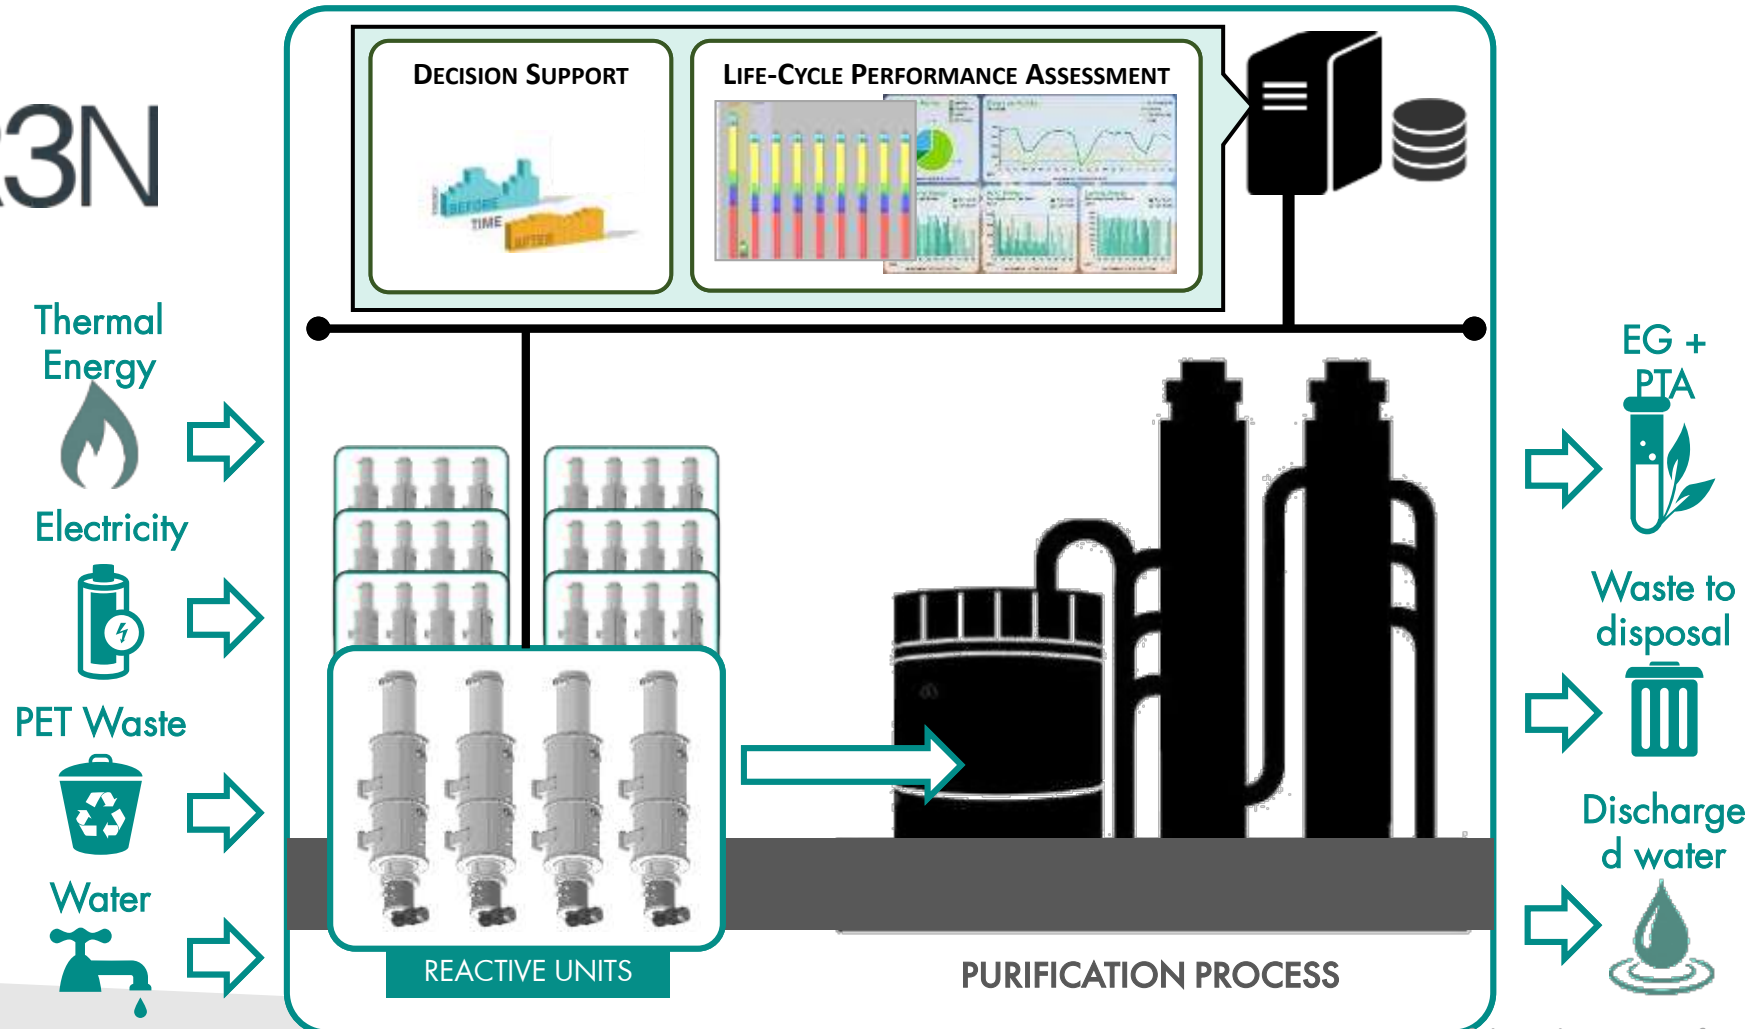 DECISION SUPPORT
LIFE-CYCLE PERFORMANCE ASSESSMENT
BEFORE
TIME
AFTER
3N
Thermal
Energy
Electricity
PET Waste
Water
REACTIVE UNITS
PURIFICATION PROCESS
EG +
PTA
Waste to
disposal
Discharge
d water